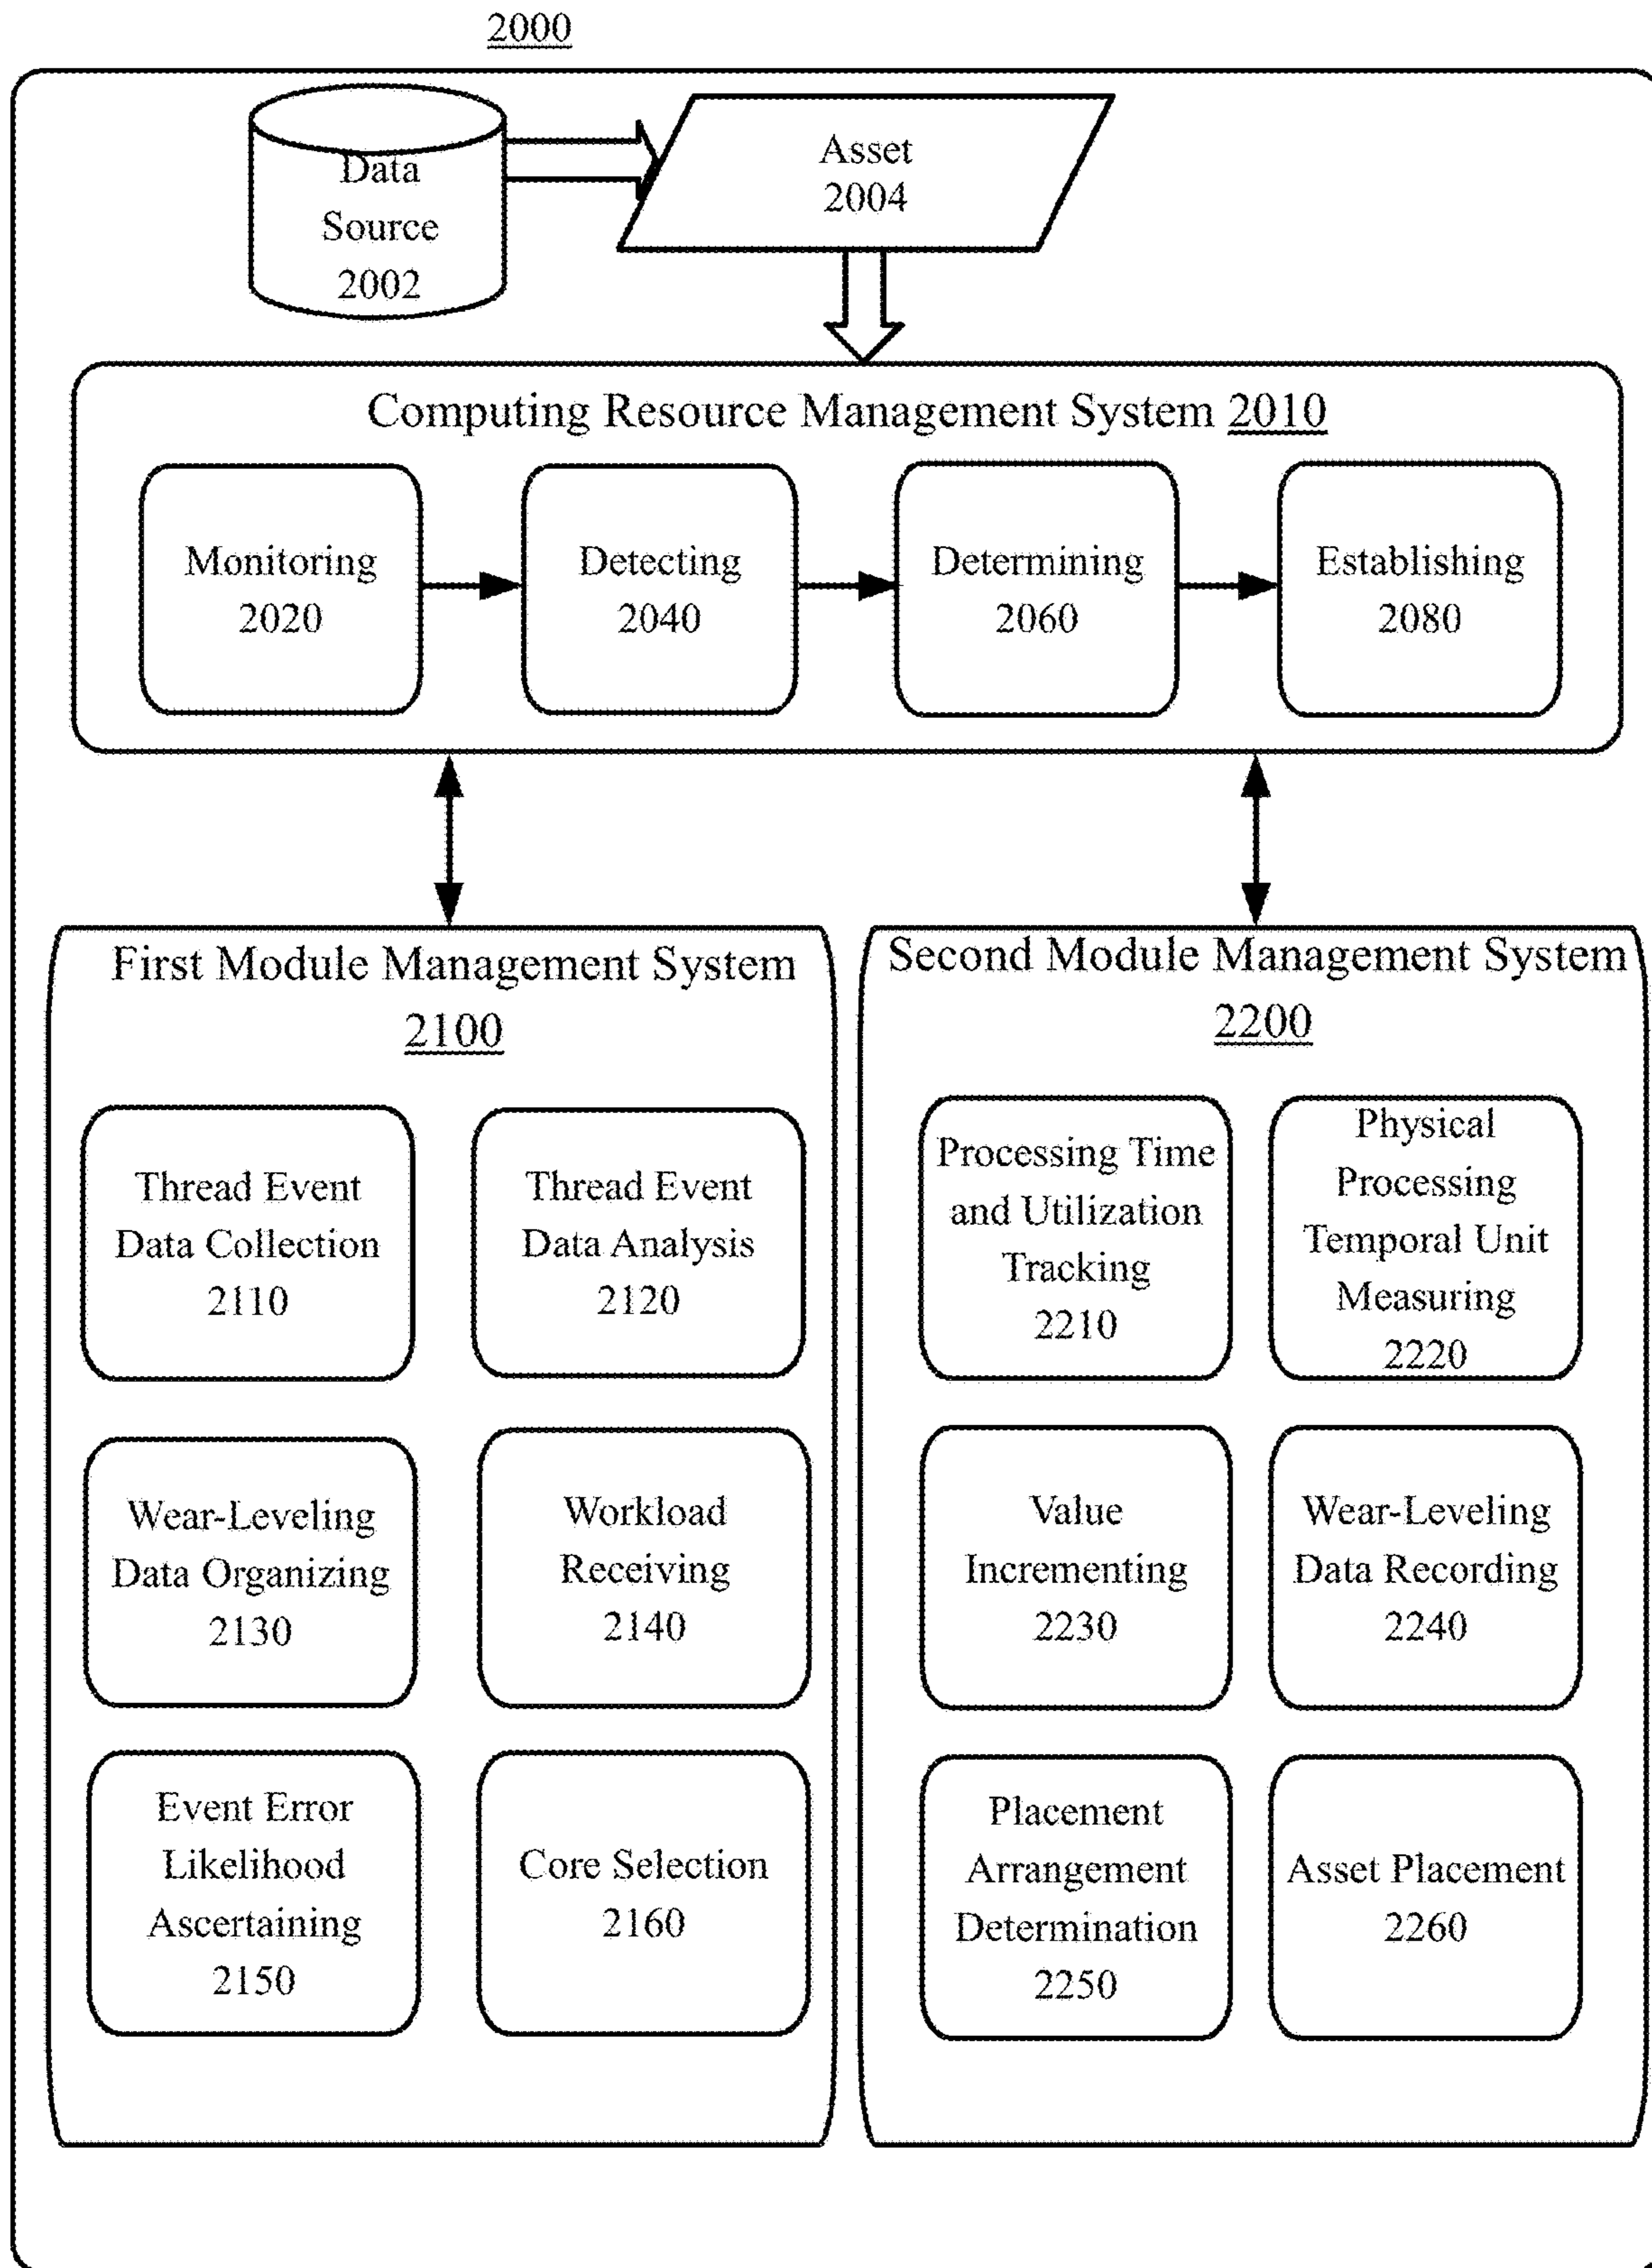 2000
Data
Source
2002
Asset
2004
Computing Resource Management System 2010
Monitoring
2020
Detecting
2040
Determining
2060
Establishing
2080
First Module Management System
2100
Thread Event
Data Collection
2110
Thread Event
Data Analysis
2120
Wear-Leveling
Data Organizing
2130
Workload
Receiving
2140
Event Error
Likelihood
Ascertaining
2150
Core Selection
2160
Second Module Management System
2200
Processing Time
and Utilization
Tracking
2210
Physical
Processing
Temporal Unit
Measuring
2220
Value
Incrementing
2230
Wear-Leveling
Data Recording
2240
Placement
Arrangement
Determination
2250
Asset Placement
2260